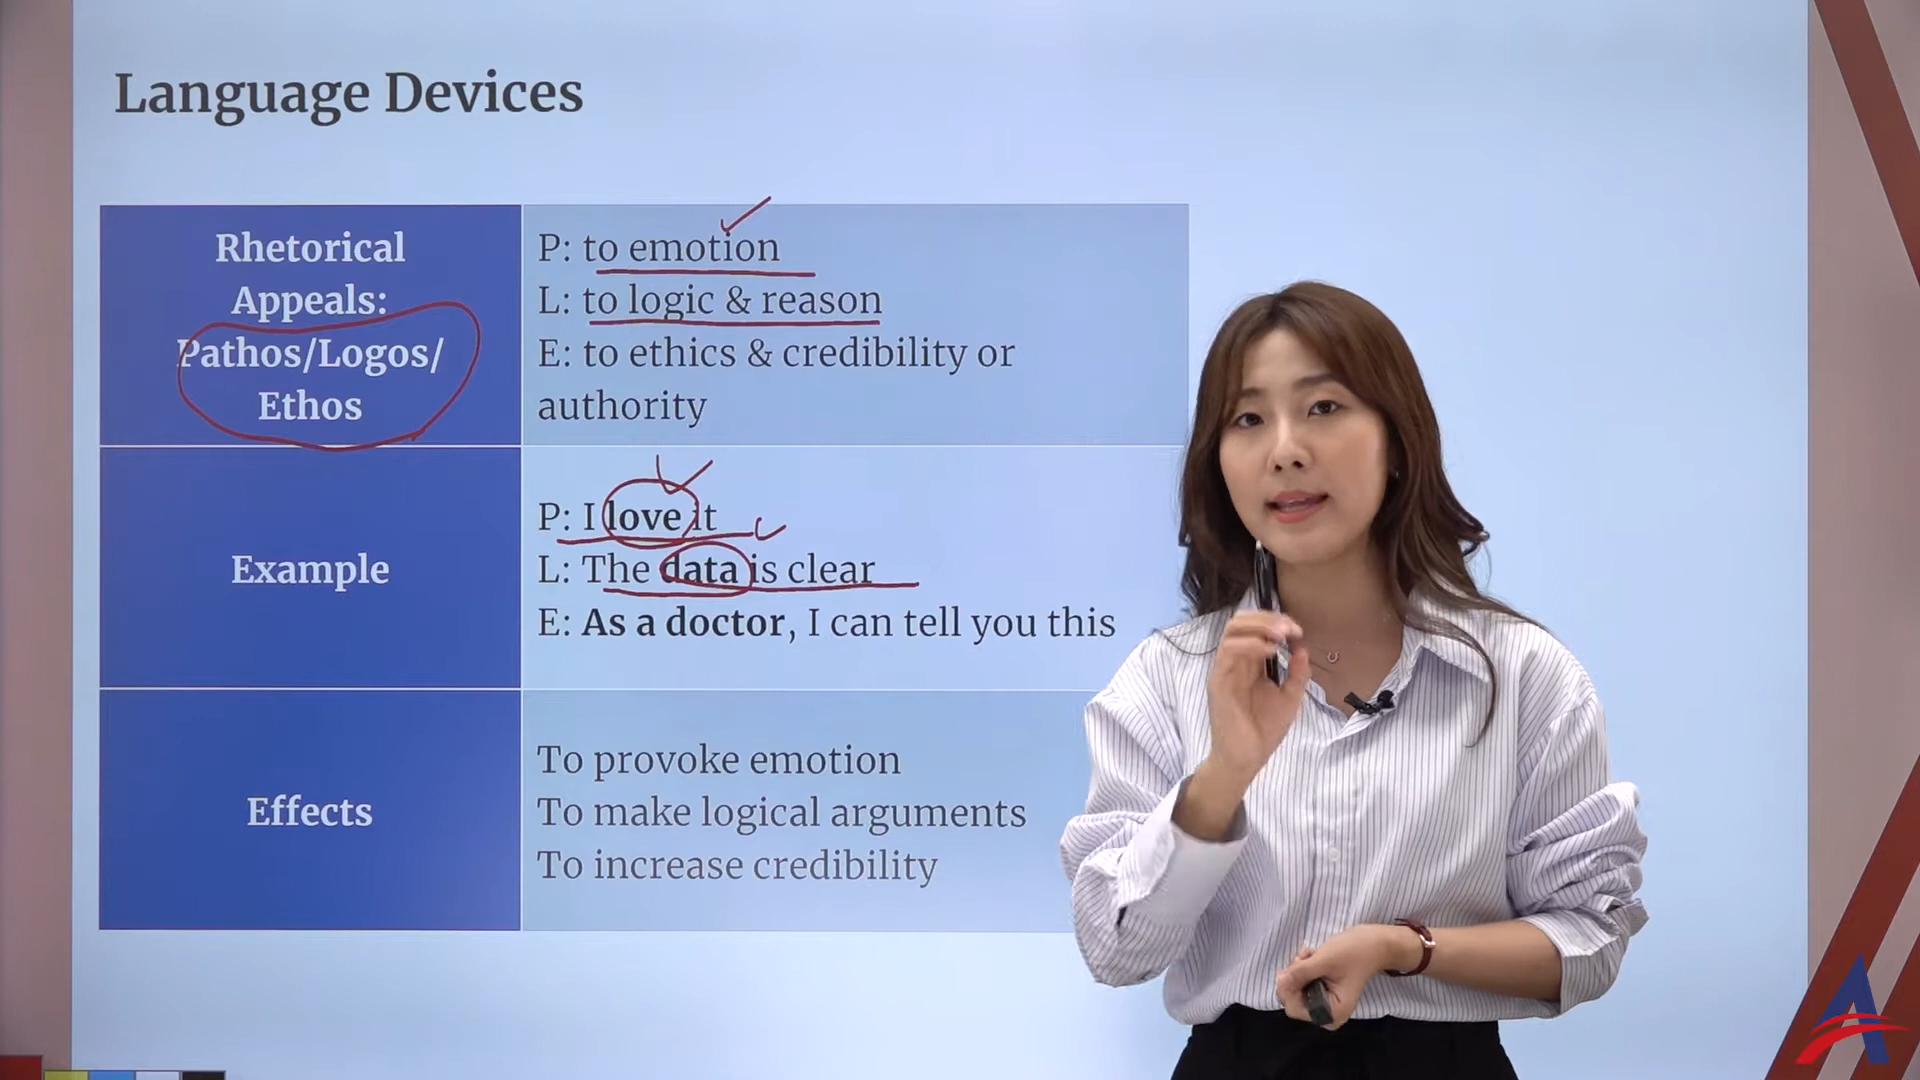 Language Devices
Rhetorical
Appeals:
Pathos/Logos/
Ethos
P: to emotion
L: to logic & reason
E: to ethics & credibility or
authority
Example
P: I love it
L: The data is clear
E: As a doctor, I can tell you this
Effects
To provoke emotion
To make logical arguments
To increase credibility